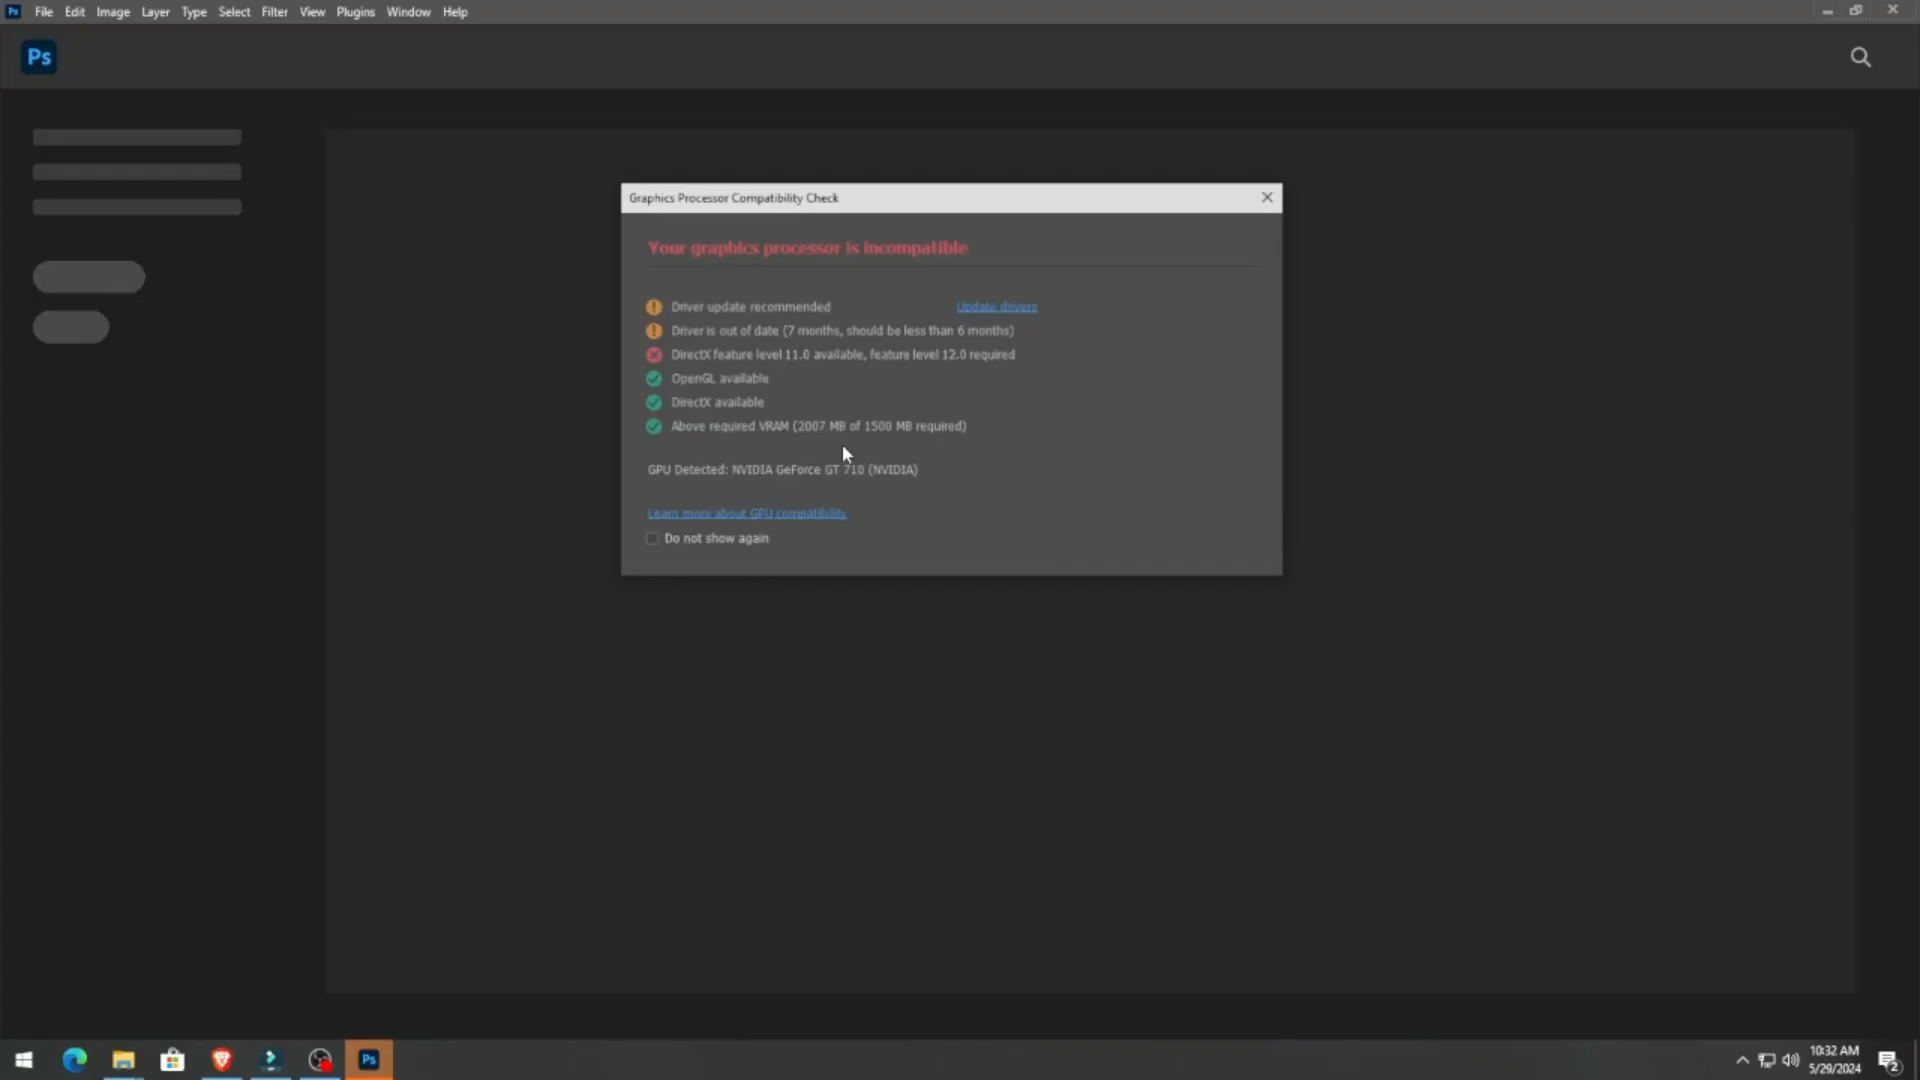 Ps File Edit Image Layer Type Select Filter View Plugins Window Help
Ps
Graphics Processor Compatibility Check
Your graphics processor is incompatible
Driver update recommended Update drivers
Driver is out of date (7 months, should be less than 6 months)
DirectX feature level 11.0 available, feature level 12.0 required
OpenGL available
DirectX available
Above required VRAM (2007 MB of 1500 MB required)
GPU Detected: NVIDIA GeForce GT 710 (NVIDIA)
Learn more about GPU compatibility
Do not show again
Ps
10:32 AM
5/29/2024
2